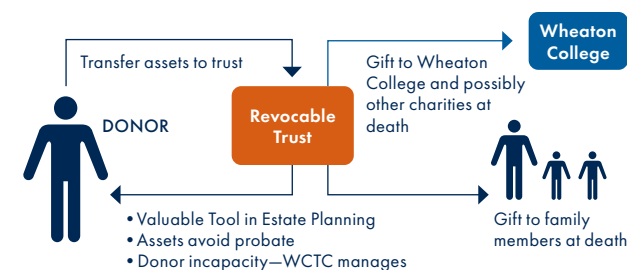 Transfer assets to trust
DONOR
Revocable
Trust
Gift to Wheaton
College and possibly
other charities at
death
Wheaton
College
• Valuable Tool in Estate Planning
• Assets avoid probate
• Donor incapacity—WCTC manages
Gift to family
members at death